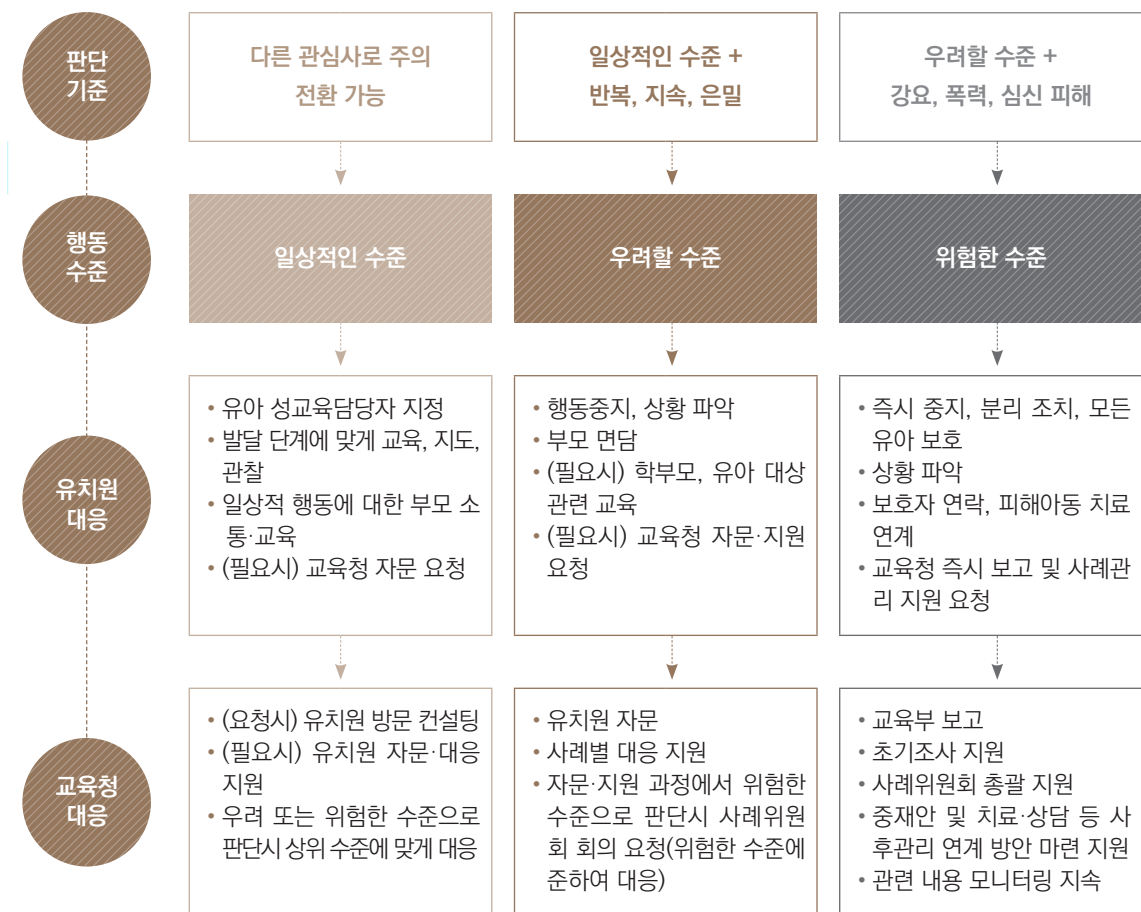 판단
기준
다른 관심사로 주의
전환 가능
일상적인 수준 +
반복, 지속, 은밀
우려할 수준 +
강요, 폭력, 심신 피해
행동
수준
일상적인 수준
우려할 수준
위험한 수준
유치원
대응
• 유아 성교육담당자 지정
• 발달 단계에 맞게 교육, 지도,
관찰
• 일상적 행동에 대한 부모 소
통·교육
• (필요시) 교육청 자문 요청
• 행동중지, 상황 파악
• 부모 면담
• (필요시) 학부모, 유아 대상
관련 교육
• (필요시) 교육청 자문·지원
요청
• 즉시 중지, 분리 조치, 모든
유아 보호
• 상황 파악
• 보호자 연락, 피해아동 치료
연계
• 교육청 즉시 보고 및 사례관
리 지원 요청
교육청
대응
• (요청시) 유치원 방문 컨설팅
• (필요시) 유치원 자문·대응
지원
• 우려 또는 위험한 수준으로
판단시 상위 수준에 맞게 대응
• 유치원 자문
• 사례별 대응 지원
• 자문·지원 과정에서 위험한
수준으로 판단시 사례위원
회 회의 요청(위험한 수준에
준하여 대응)
• 교육부 보고
• 초기조사 지원
• 사례위원회 총괄 지원
• 중재안 및 치료·상담 등 사
후관리 연계 방안 마련 지원
• 관련 내용 모니터링 지속